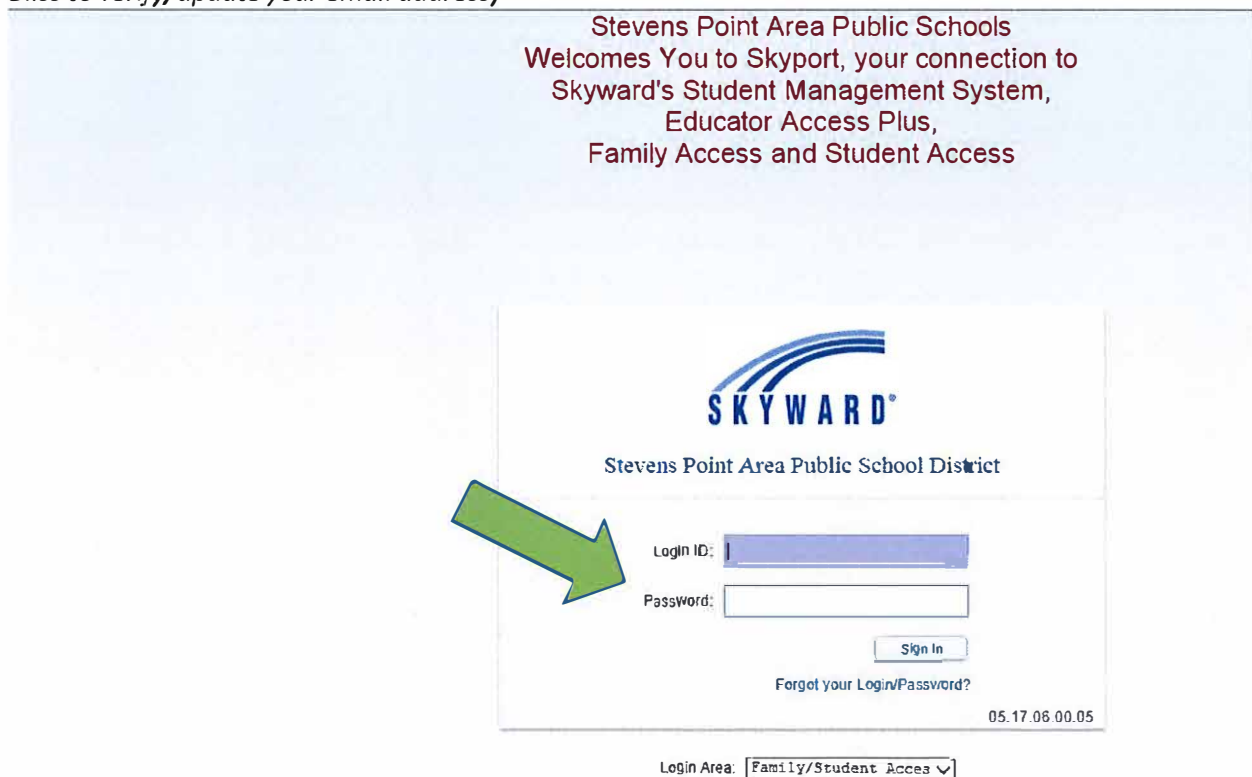 Stevens Point Area Public Schools
Welcomes You to Skyport, your connection to
Skyward's Student Management System,
Educator Access Plus,
Family Access and Student Access
SKYWARD®
Stevens Point Area Public School District
Login ID:
Password:
Sign In
Forgot your Login/Password?
05.17.06.00.05
Login Area: Family/Student Acces